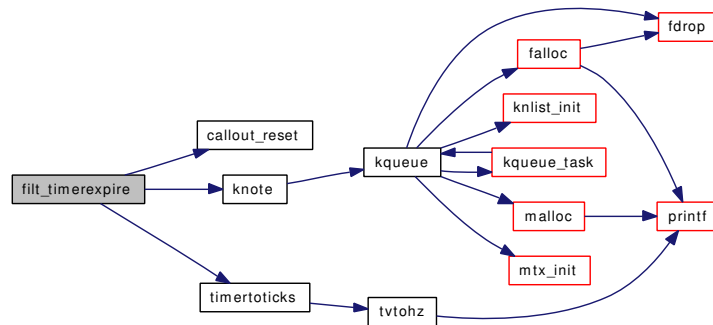 fdrop
falloc
knlist_init
callout_reset
kqueue
kqueue_task
filt_timerexpire
knote
malloc
printf
mtx_init
timertoticks
tvtohz